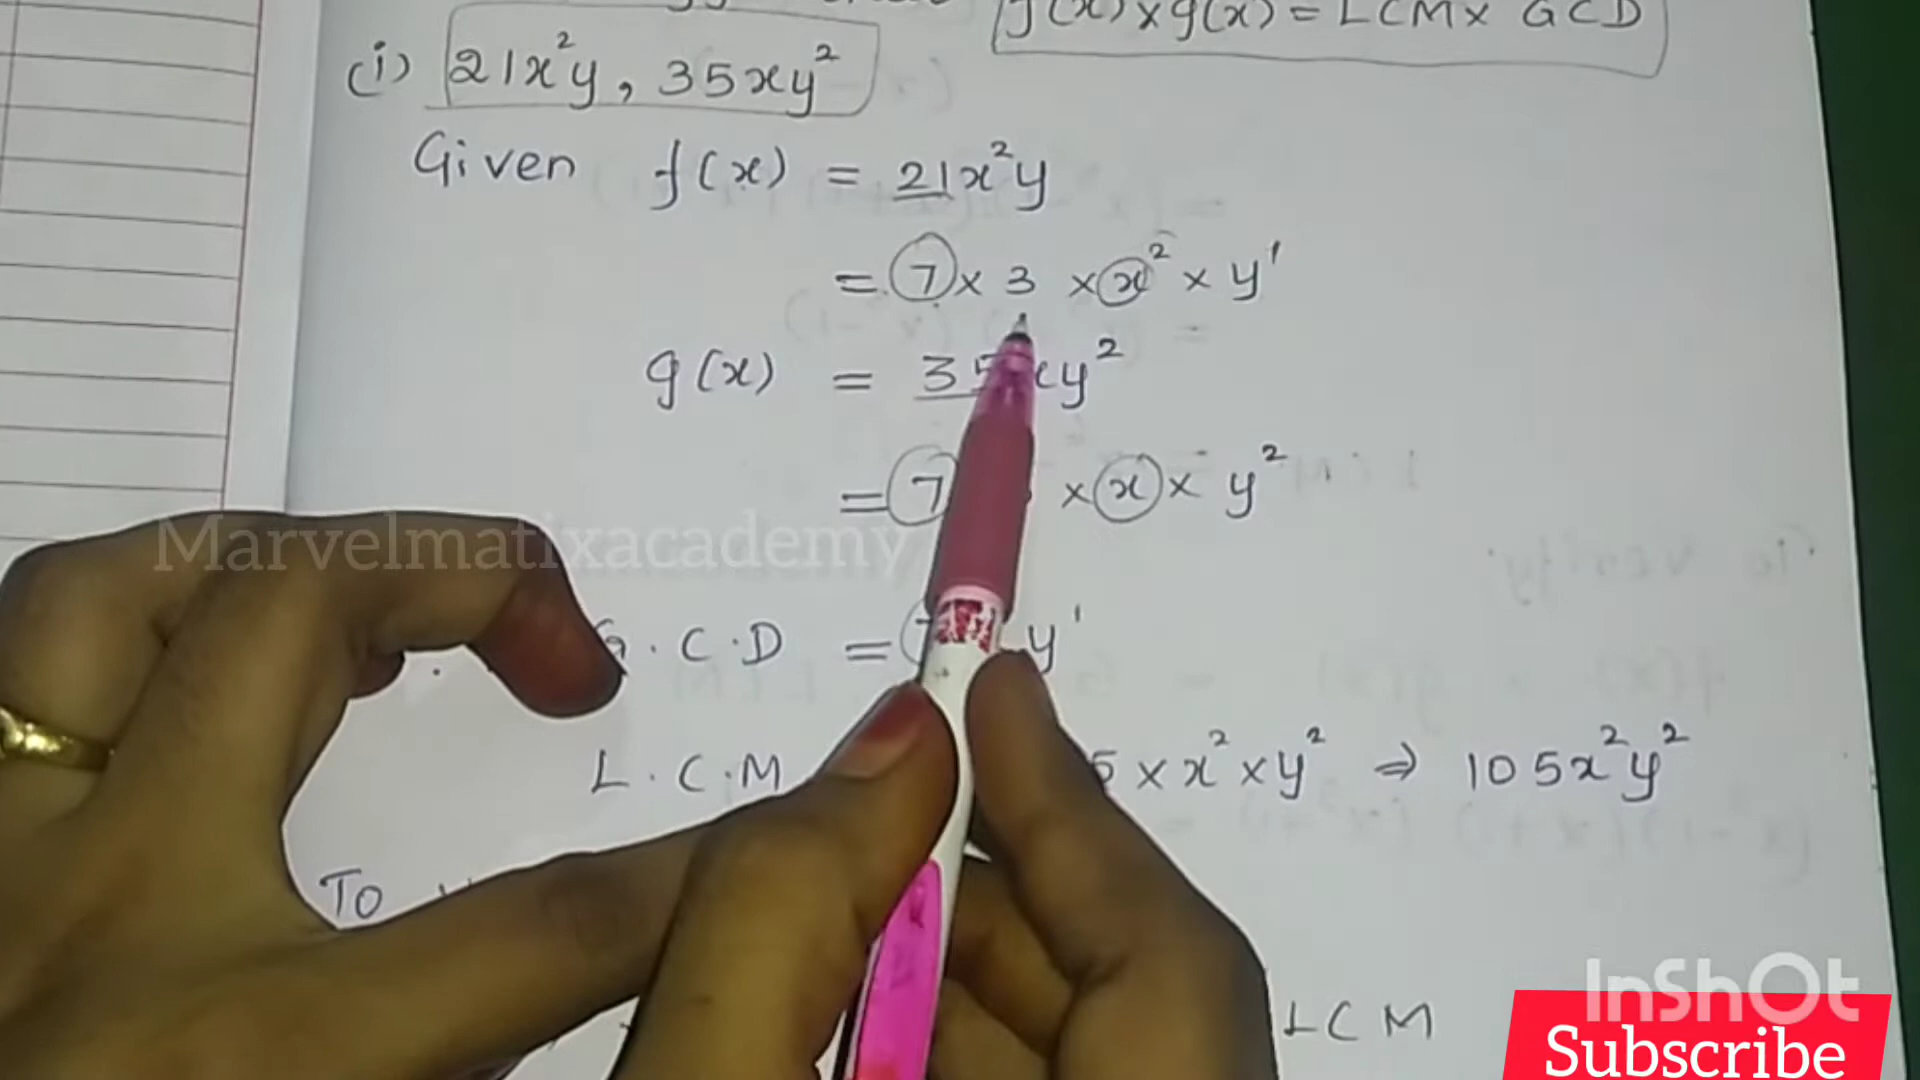 f(x) × g(x) = LCM × GCD
(i) 21x²y, 35xy²
Given f(x) = 21x²y
= 7 × 3 × x² × y¹
g(x) = 35xy²
= 7 × x × y²
Marvelmatixacademy
G.C.D = y¹
L.C.M 5 × x² × y² ⇒ 105x²y²
To
LCM
InShOt
Subscribe